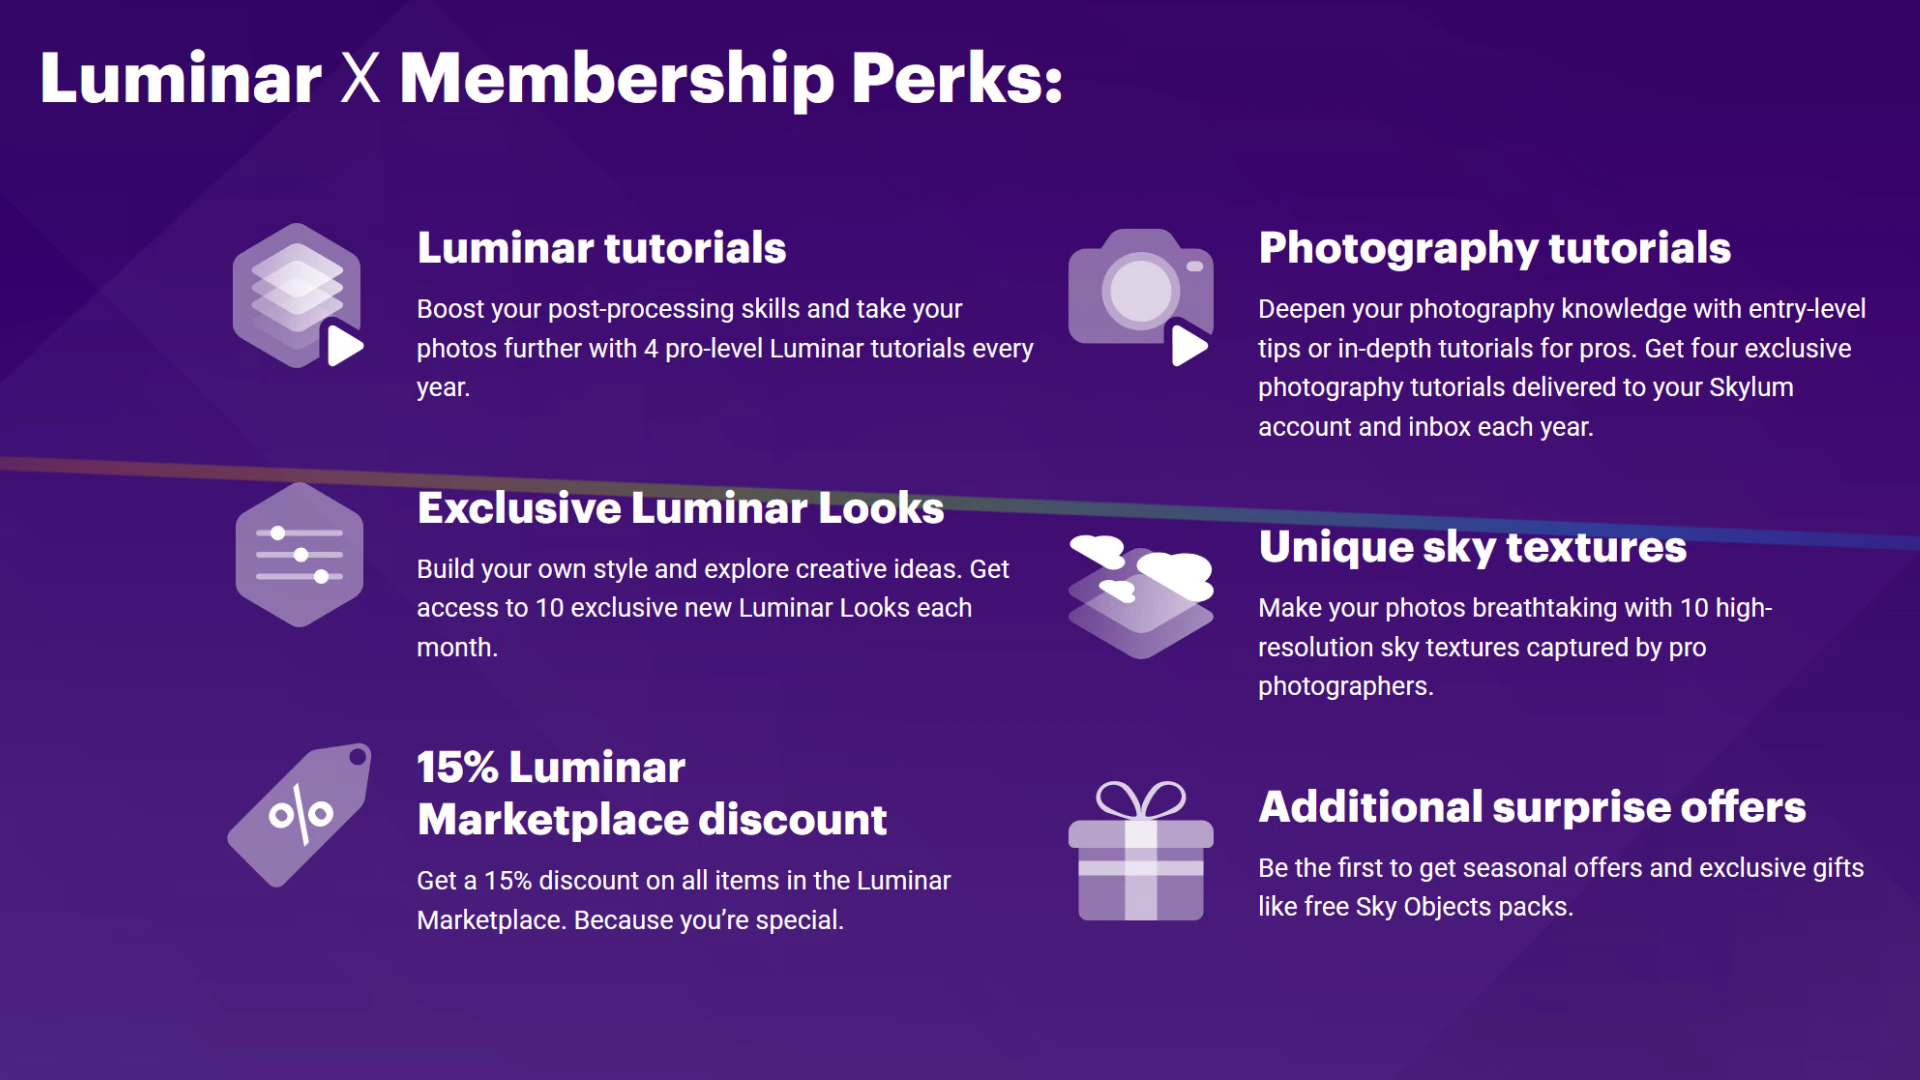 Luminar X Membership Perks:
Luminar tutorials
Boost your post-processing skills and take your
photos further with 4 pro-level Luminar tutorials every
year.
Photography tutorials
Deepen your photography knowledge with entry-level
tips or in-depth tutorials for pros. Get four exclusive
photography tutorials delivered to your Skylum
account and inbox each year.
Exclusive Luminar Looks
Build your own style and explore creative ideas. Get
access to 10 exclusive new Luminar Looks each
month.
Unique sky textures
Make your photos breathtaking with 10 high-
resolution sky textures captured by pro
photographers.
%
15% Luminar
Marketplace discount
Get a 15% discount on all items in the Luminar
Marketplace. Because you’re special.
Additional surprise offers
Be the first to get seasonal offers and exclusive gifts
like free Sky Objects packs.